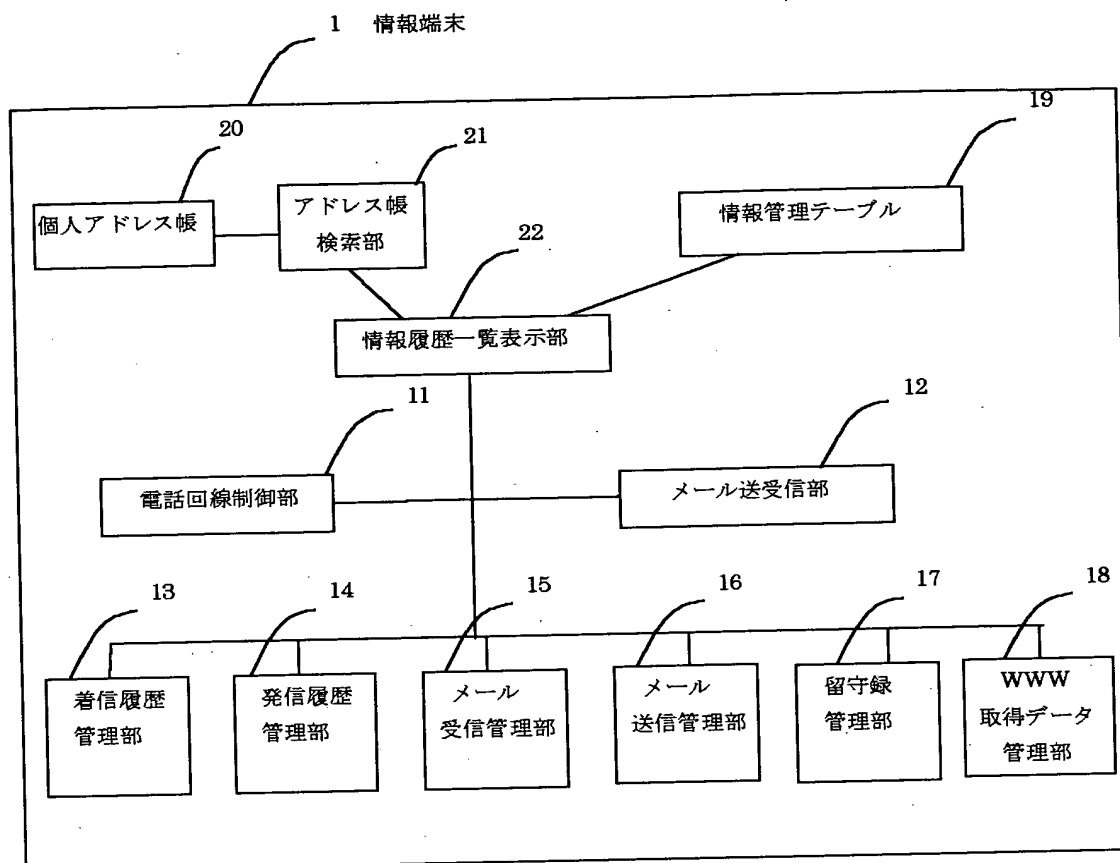 1 情報端末
20
21
19
個人アドレス帳
アドレス帳
検索部
情報管理テーブル
22
情報履歴一覧表示部
11
12
電話回線制御部
メール送受信部
13
14
15
16
17
18
着信履歴
管理部
発信履歴
管理部
メール
受信管理部
メール
送信管理部
留守録
管理部
WWW
取得データ
管理部